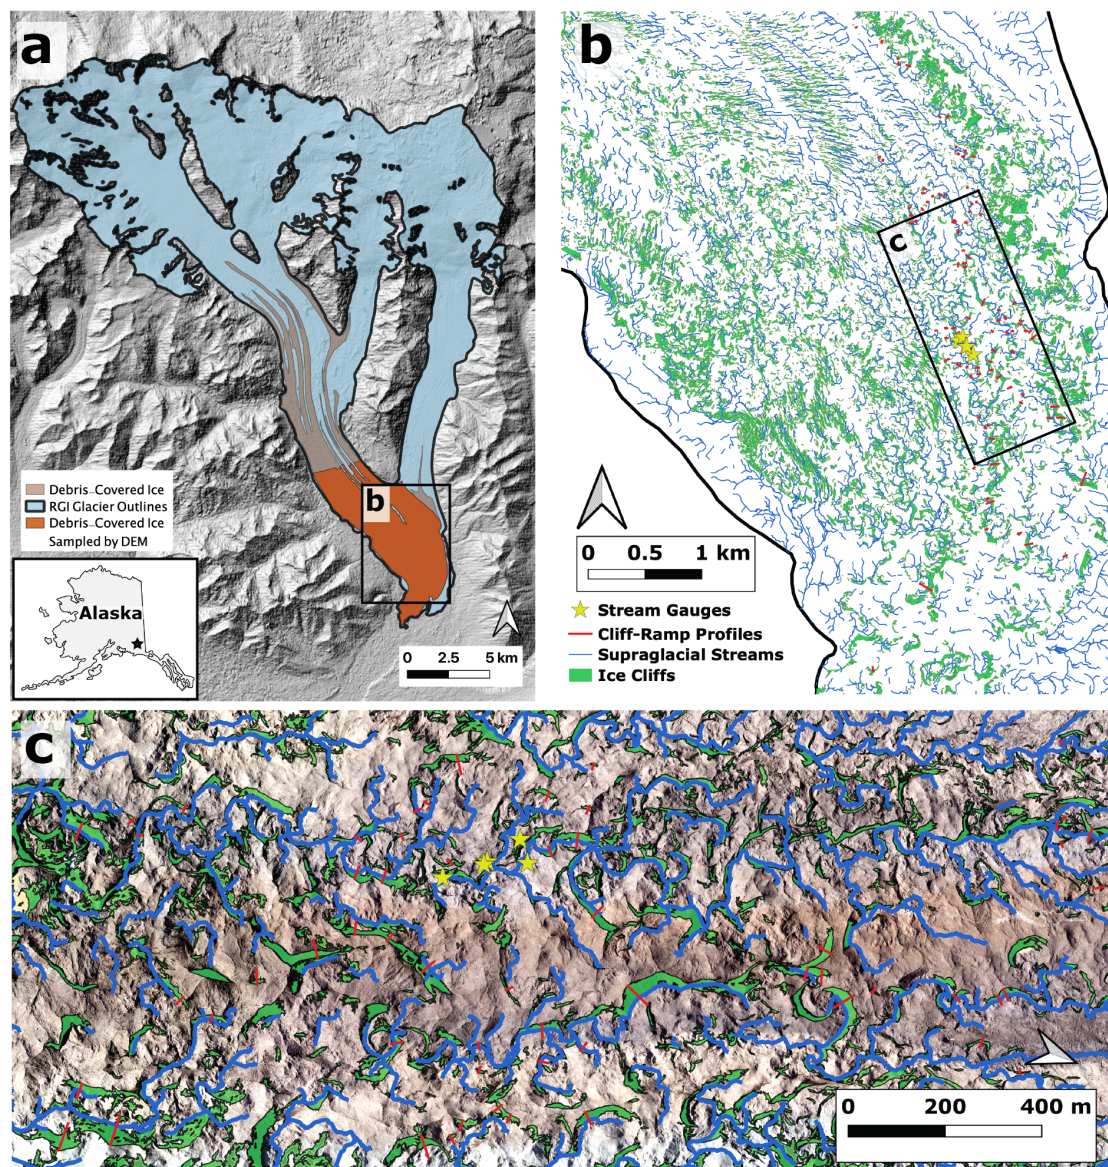 a
Debris-Covered Ice
RGI Glacier Outlines
Debris-Covered Ice
Sampled by DEM
Alaska
b
0 2.5 5 km
b
c
0 0.5 1 km
Stream Gauges
Cliff-Ramp Profiles
Supraglacial Streams
Ice Cliffs
c
0 200 400 m